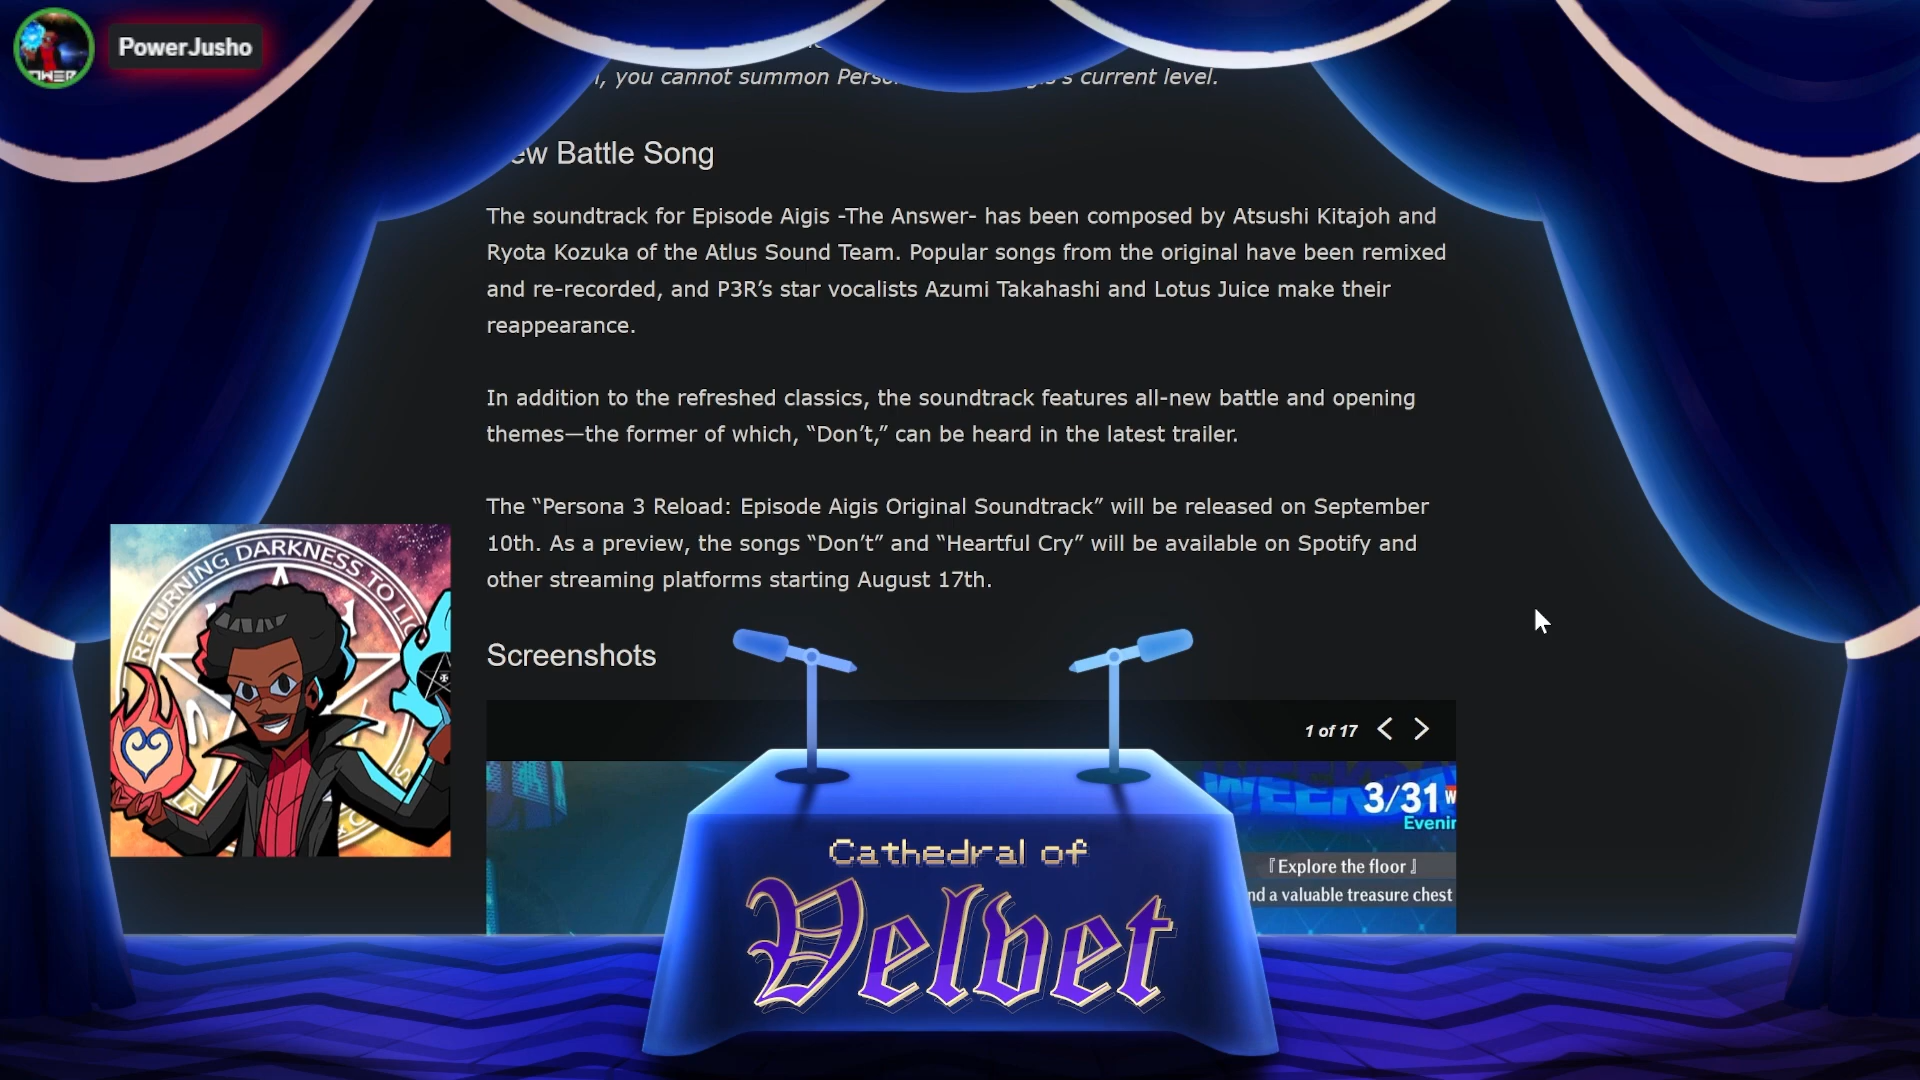 PowerJusho
you cannot summon
's current level.
ew Battle Song
The soundtrack for Episode Aigis -The Answer- has been composed by Atsushi Kitajoh and
Ryota Kozuka of the Atlus Sound Team. Popular songs from the original have been remixed
and re-recorded, and P3R’s star vocalists Azumi Takahashi and Lotus Juice make their
reappearance.
In addition to the refreshed classics, the soundtrack features all-new battle and opening
themes—the former of which, “Don’t,” can be heard in the latest trailer.
The “Persona 3 Reload: Episode Aigis Original Soundtrack” will be released on September
10th. As a preview, the songs “Don’t” and “Heartful Cry” will be available on Spotify and
other streaming platforms starting August 17th.
RETURNING DARKNESS TO
Screenshots
1 of 17
3/31
Evenin
『Explore the floor』
nd a valuable treasure chest
Cathedral of
Velvet